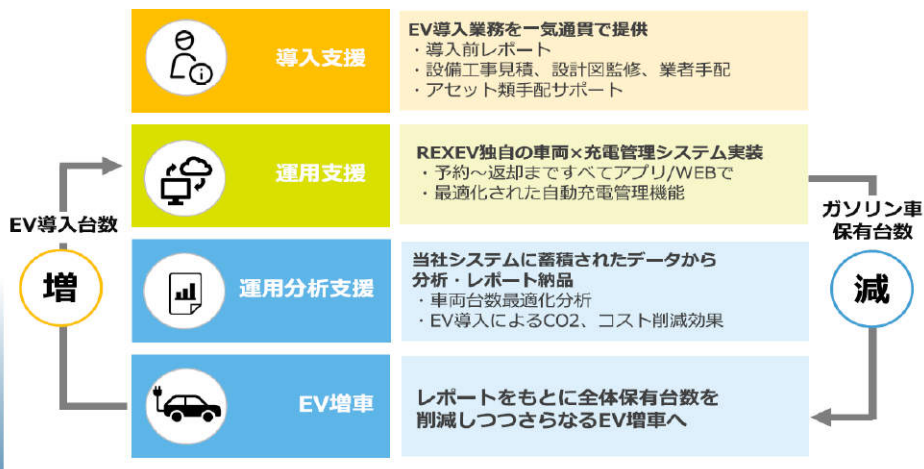 導入支援
EV導入業務を一気通貫で提供
・導入前レポート
・設備工事見積、設計図監修、業者手配
・アセット類手配サポート
運用支援
REXEV独自の車両×充電管理システム実装
・予約～返却まですべてアプリ/WEBで
・最適化された自動充電管理機能
EV導入台数
増
ガソリン車
保有台数
減
運用分析支援
当社システムに蓄積されたデータから
分析・レポート納品
・車両台数最適化分析
・EV導入によるCO2、コスト削減効果
EV増車
レポートをもとに全体保有台数を
削減しつつさらなるEV増車へ